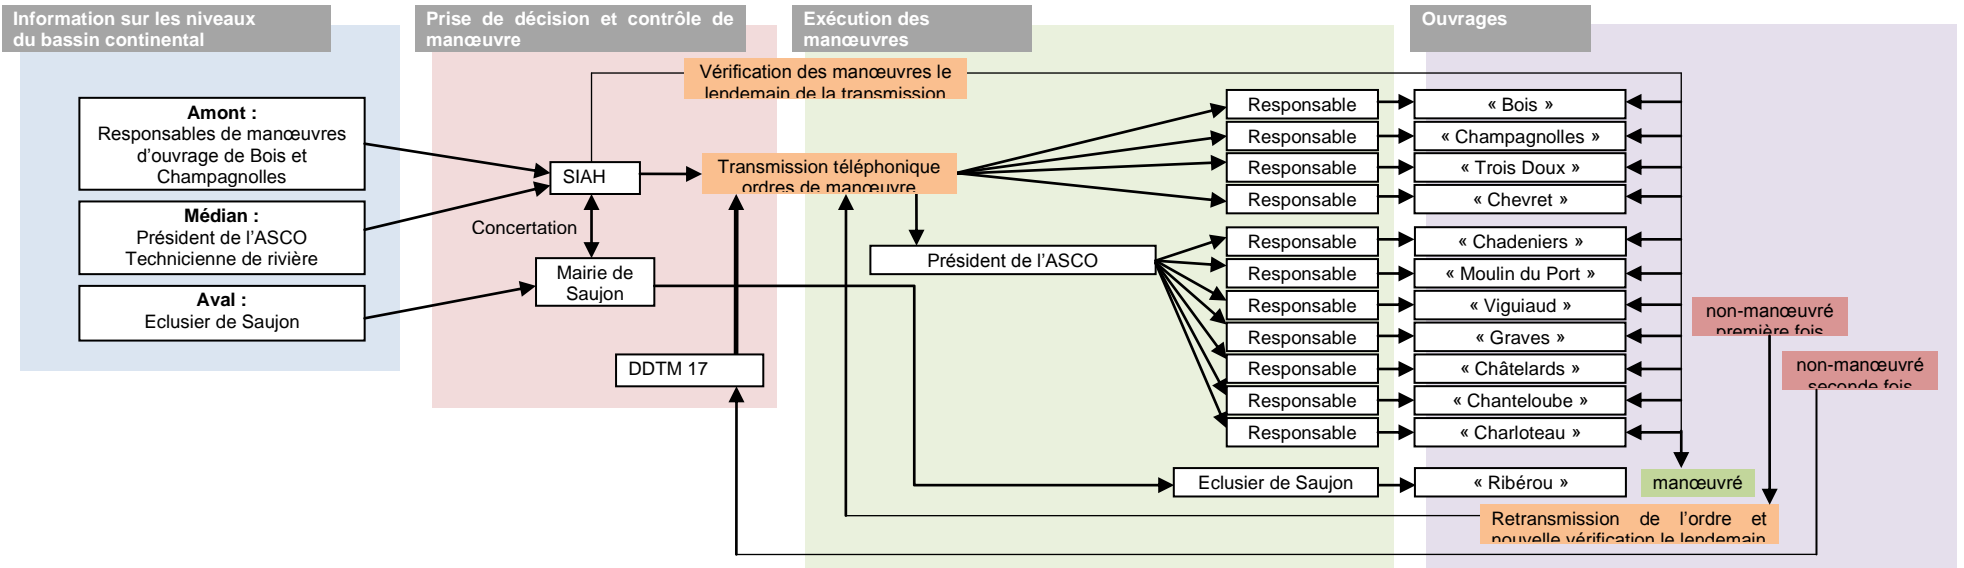 Information sur les niveaux
du bassin continental
Prise de décision et contrôle de
manœuvre
Exécution des
manœuvres
Ouvrages
Vérification des manœuvres le
lendemain de la transmission
Amont :
Responsables de manœuvres
d'ouvrage de Bois et
Champagnolles
Médian :
Président de l'ASCO
Technicienne de rivière
Aval :
Eclusier de Saujon
SIAH
Concertation
Mairie de
Saujon
DDTM 17
Transmission téléphonique
ordres de manœuvre
Président de l'ASCO
Responsable
« Bois »
Responsable
« Champagnolles »
Responsable
« Trois Doux »
Responsable
« Chevret »
Responsable
« Chadeniers »
Responsable
« Moulin du Port »
Responsable
« Viguiaud »
Responsable
« Graves »
Responsable
« Châtelards »
Responsable
« Chanteloube »
Responsable
« Charloteau »
Eclusier de Saujon
« Ribérou »
non-manœuvré
première fois
non-manœuvré
seconde fois
manœuvré
Retransmission de l'ordre et
nouvelle vérification le lendemain